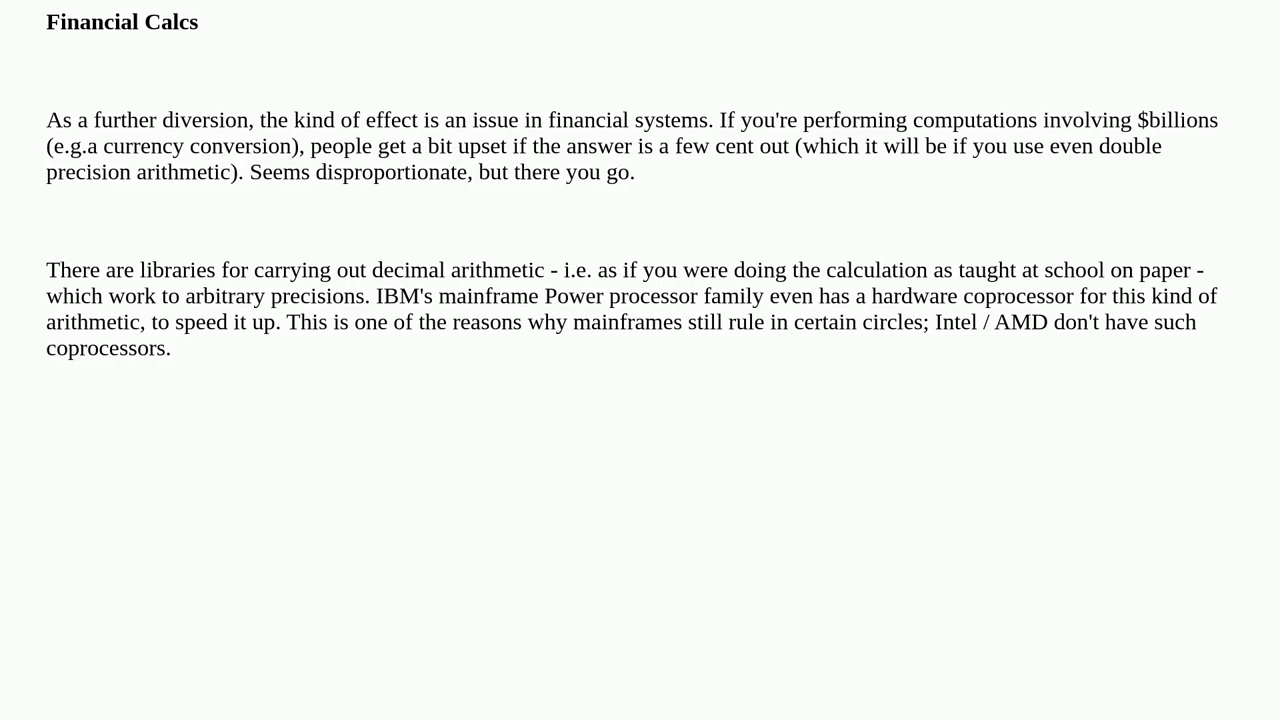 Financial Calcs
As a further diversion, the kind of effect is an issue in financial systems. If you're performing computations involving $billions
(e.g.a currency conversion), people get a bit upset if the answer is a few cent out (which it will be if you use even double
precision arithmetic). Seems disproportionate, but there you go.
There are libraries for carrying out decimal arithmetic - i.e. as if you were doing the calculation as taught at school on paper -
which work to arbitrary precisions. IBM's mainframe Power processor family even has a hardware coprocessor for this kind of
arithmetic, to speed it up. This is one of the reasons why mainframes still rule in certain circles; Intel / AMD don't have such
coprocessors.